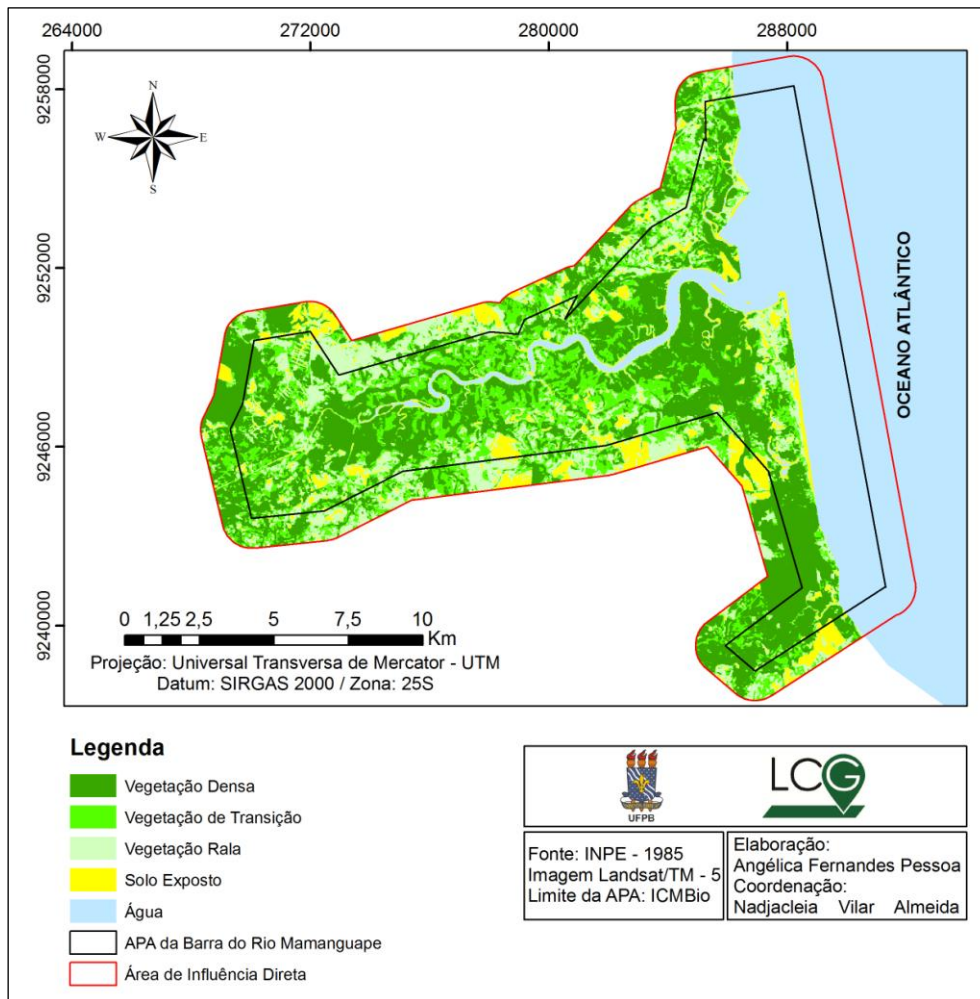 264000 272000 280000 288000
9258000
N
W E
S
9252000
OCEANO ATLÂNTICO
9246000
9240000
0 1,25 2,5 5 7,5 10
Km
Projeção: Universal Transversa de Mercator - UTM
Datum: SIRGAS 2000 / Zona: 25S
Legenda
Vegetação Densa
Vegetação de Transição
Vegetação Rala
Solo Exposto
Água
APA da Barra do Rio Mamanguape
Área de Influência Direta
UFPB
LCG
Fonte: INPE - 1985
Imagem Landsat/TM - 5
Limite da APA: ICMBio
Elaboração:
Angélica Fernandes Pessoa
Coordenação:
Nadjacleia Vilar Almeida